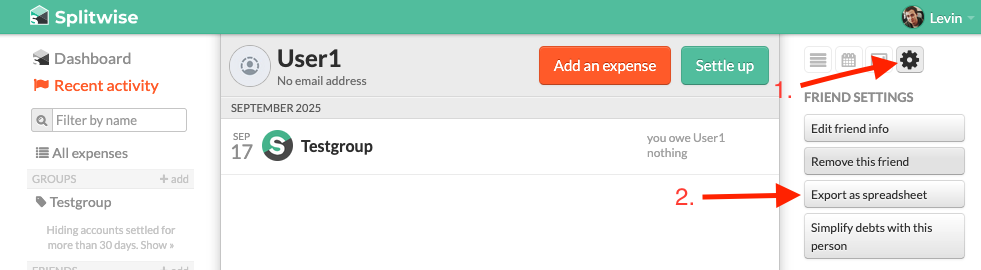 Splitwise
Levin
Dashboard
Recent activity
Filter by name
All expenses
GROUPS + add
Testgroup
Hiding accounts settled for
more than 30 days. Show »
FRIENDS + add
User1
No email address
Add an expense
Settle up
SEPTEMBER 2025
SEP
17
Testgroup
you owe User1
nothing
1.
FRIEND SETTINGS
Edit friend info
Remove this friend
2.
Export as spreadsheet
Simplify debts with this
person